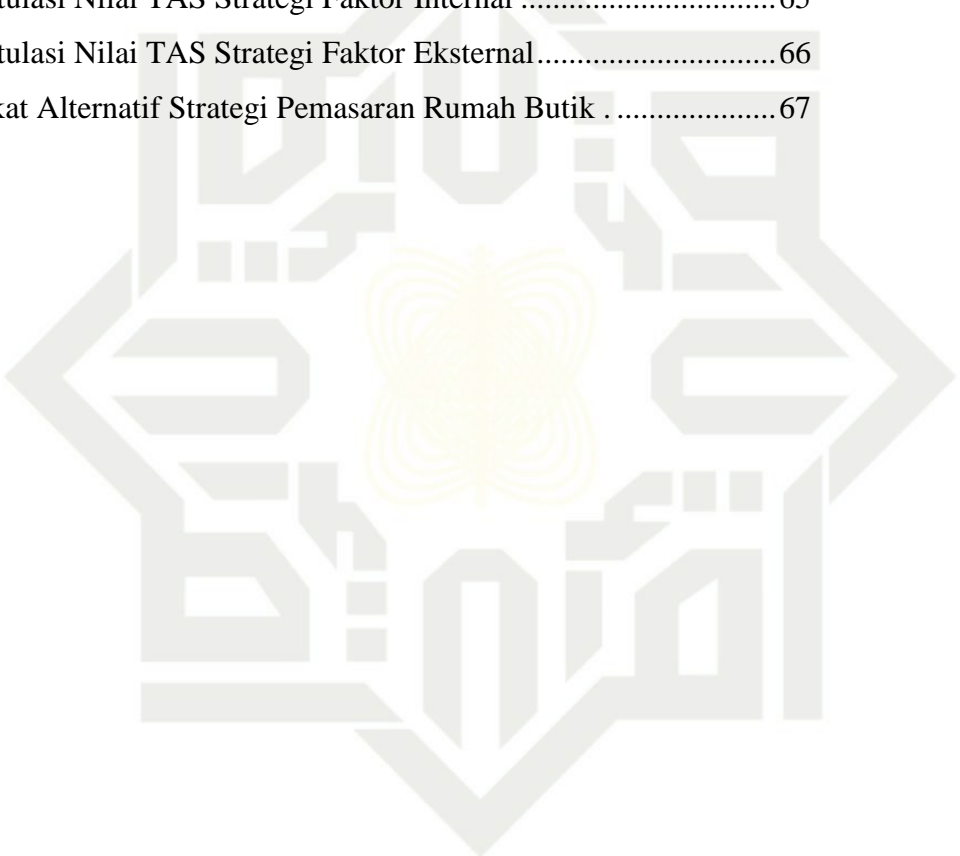 tulasi Nilai TAS Strategi Faktor Internal ................................65
tulasi Nilai TAS Strategi Faktor Eksternal............................66
kat Alternatif Strategi Pemasaran Rumah Butik . ...................67